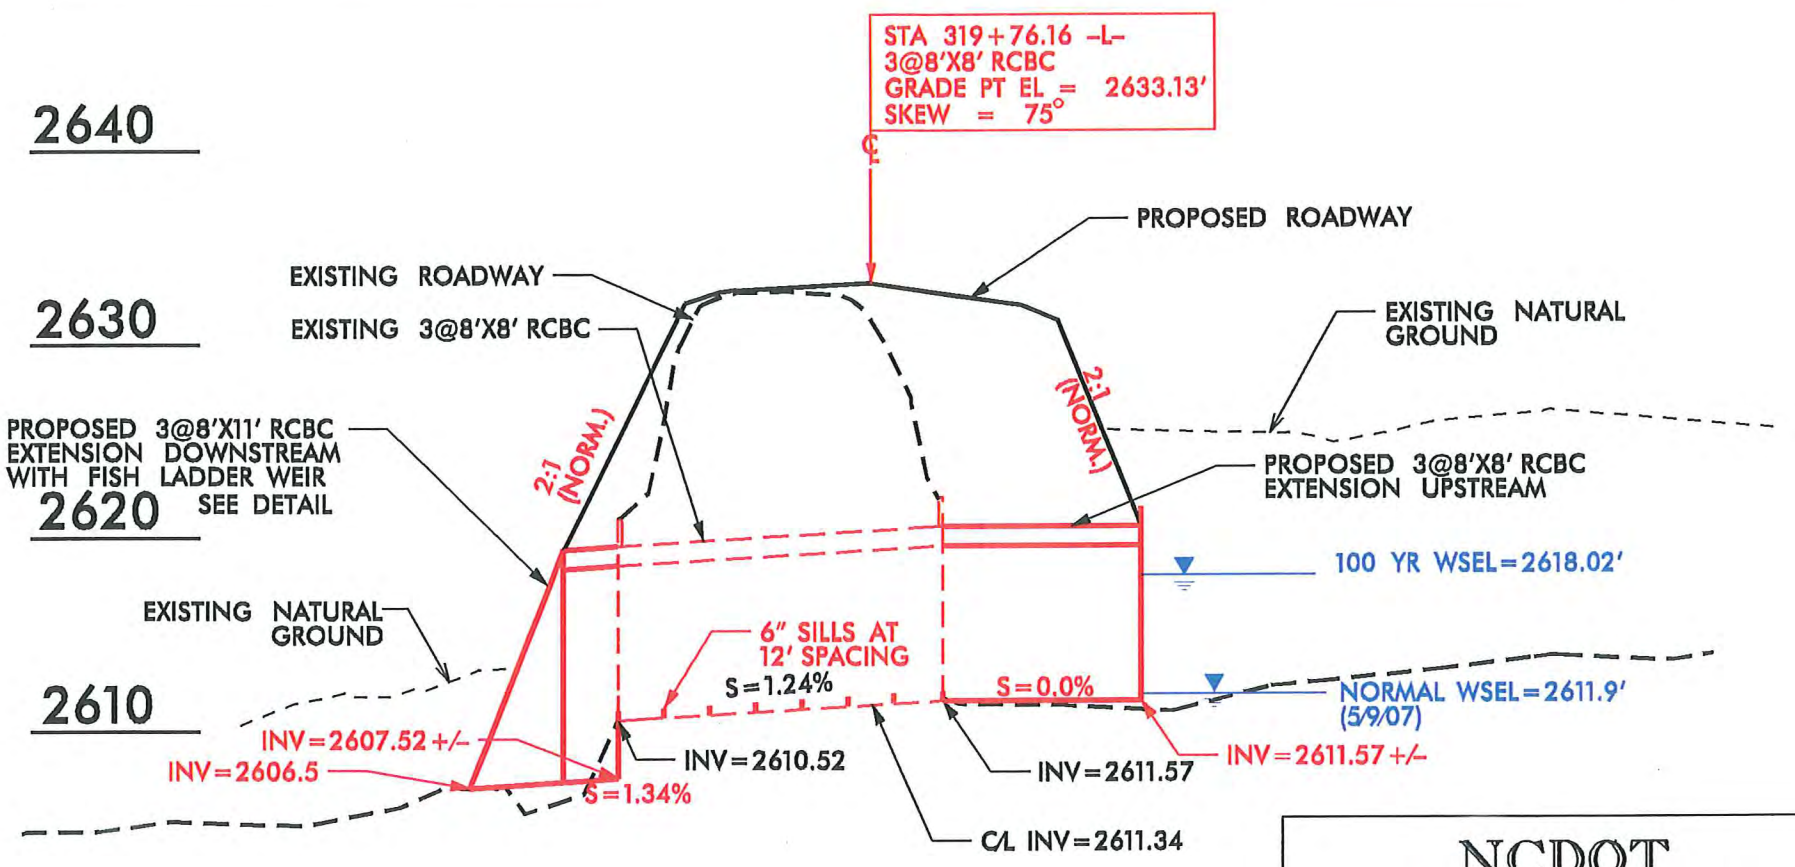 STA 319+76.16 -L-
3@8'X8' RCBC
GRADE PT EL = 2633.13'
SKEW = 75°
2640
℄
PROPOSED ROADWAY
EXISTING ROADWAY
2630
EXISTING 3@8'X8' RCBC
EXISTING NATURAL
GROUND
2:1
(NORM.)
2:1
(NORM.)
PROPOSED 3@8'X11' RCBC
EXTENSION DOWNSTREAM
WITH FISH LADDER WEIR
SEE DETAIL
2620
PROPOSED 3@8'X8' RCBC
EXTENSION UPSTREAM
100 YR WSEL=2618.02'
EXISTING NATURAL
GROUND
6" SILLS AT
12' SPACING
S=1.24%
S=0.0%
2610
NORMAL WSEL=2611.9'
(5/9/07)
INV=2607.52+/-
INV=2610.52
INV=2611.57
INV=2611.57+/-
INV=2606.5
S=1.34%
C/L INV=2611.34
NCDOT